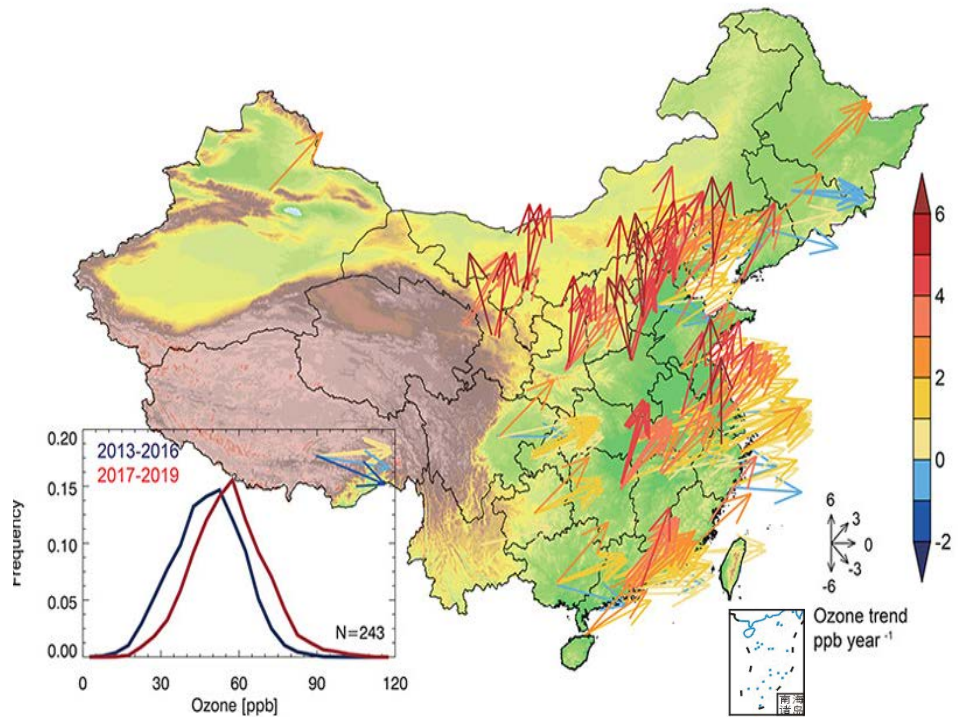 0.20
2013-2016
2017-2019
0.15
0.10
0.05
N=243
0.00
0 30 60 90 120
Ozone [ppb]
Frequency
6
4
2
0
-2
6
3
0
-3
-6
Ozone trend
ppb year -1
南海
诸岛